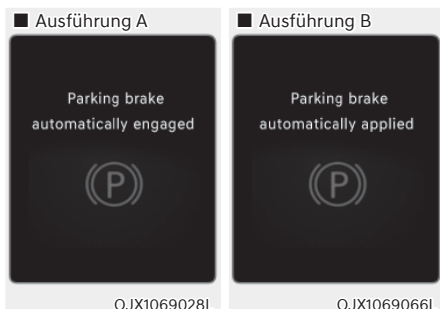 ■ Ausführung A
Parking brake
automatically engaged
P
OJX1069028L
■ Ausführung B
Parking brake
automatically applied
P
OJX1069066L